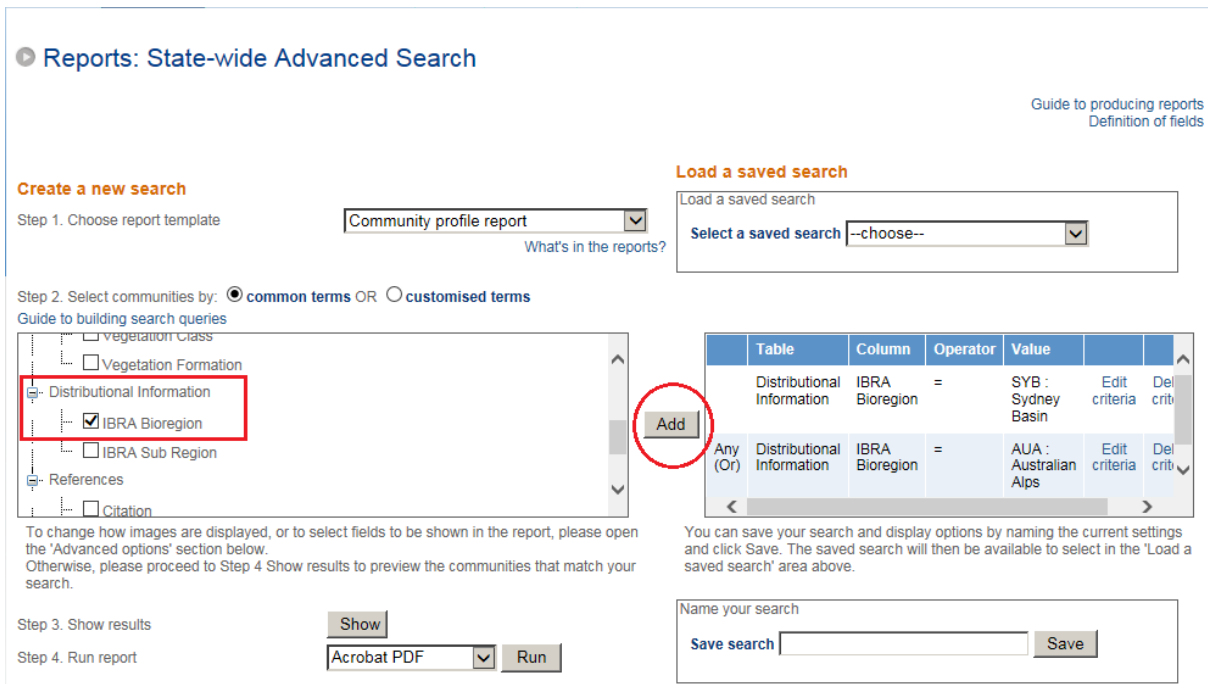 Reports: State-wide Advanced Search
Guide to producing reports
Definition of fields
Create a new search
Step 1. Choose report template
Community profile report
What's in the reports?
Load a saved search
Load a saved search
Select a saved search --choose--
Step 2. Select communities by: common terms OR customised terms
Guide to building search queries
Vegetation Class
Vegetation Formation
Distributional Information
IBRA Bioregion
IBRA Sub Region
References
Citation
Add
Table Column Operator Value
Distributional IBRA = SYB : Edit Del
Information Bioregion Sydney criteria crit
Basin
Any Distributional IBRA = AUA : Edit Del
(Or) Information Bioregion Australian criteria crit
Alps
To change how images are displayed, or to select fields to be shown in the report, please open
the 'Advanced options' section below.
Otherwise, please proceed to Step 4 Show results to preview the communities that match your
search.
You can save your search and display options by naming the current settings
and click Save. The saved search will then be available to select in the 'Load a
saved search' area above.
Step 3. Show results Show
Step 4. Run report Acrobat PDF Run
Name your search
Save search Save